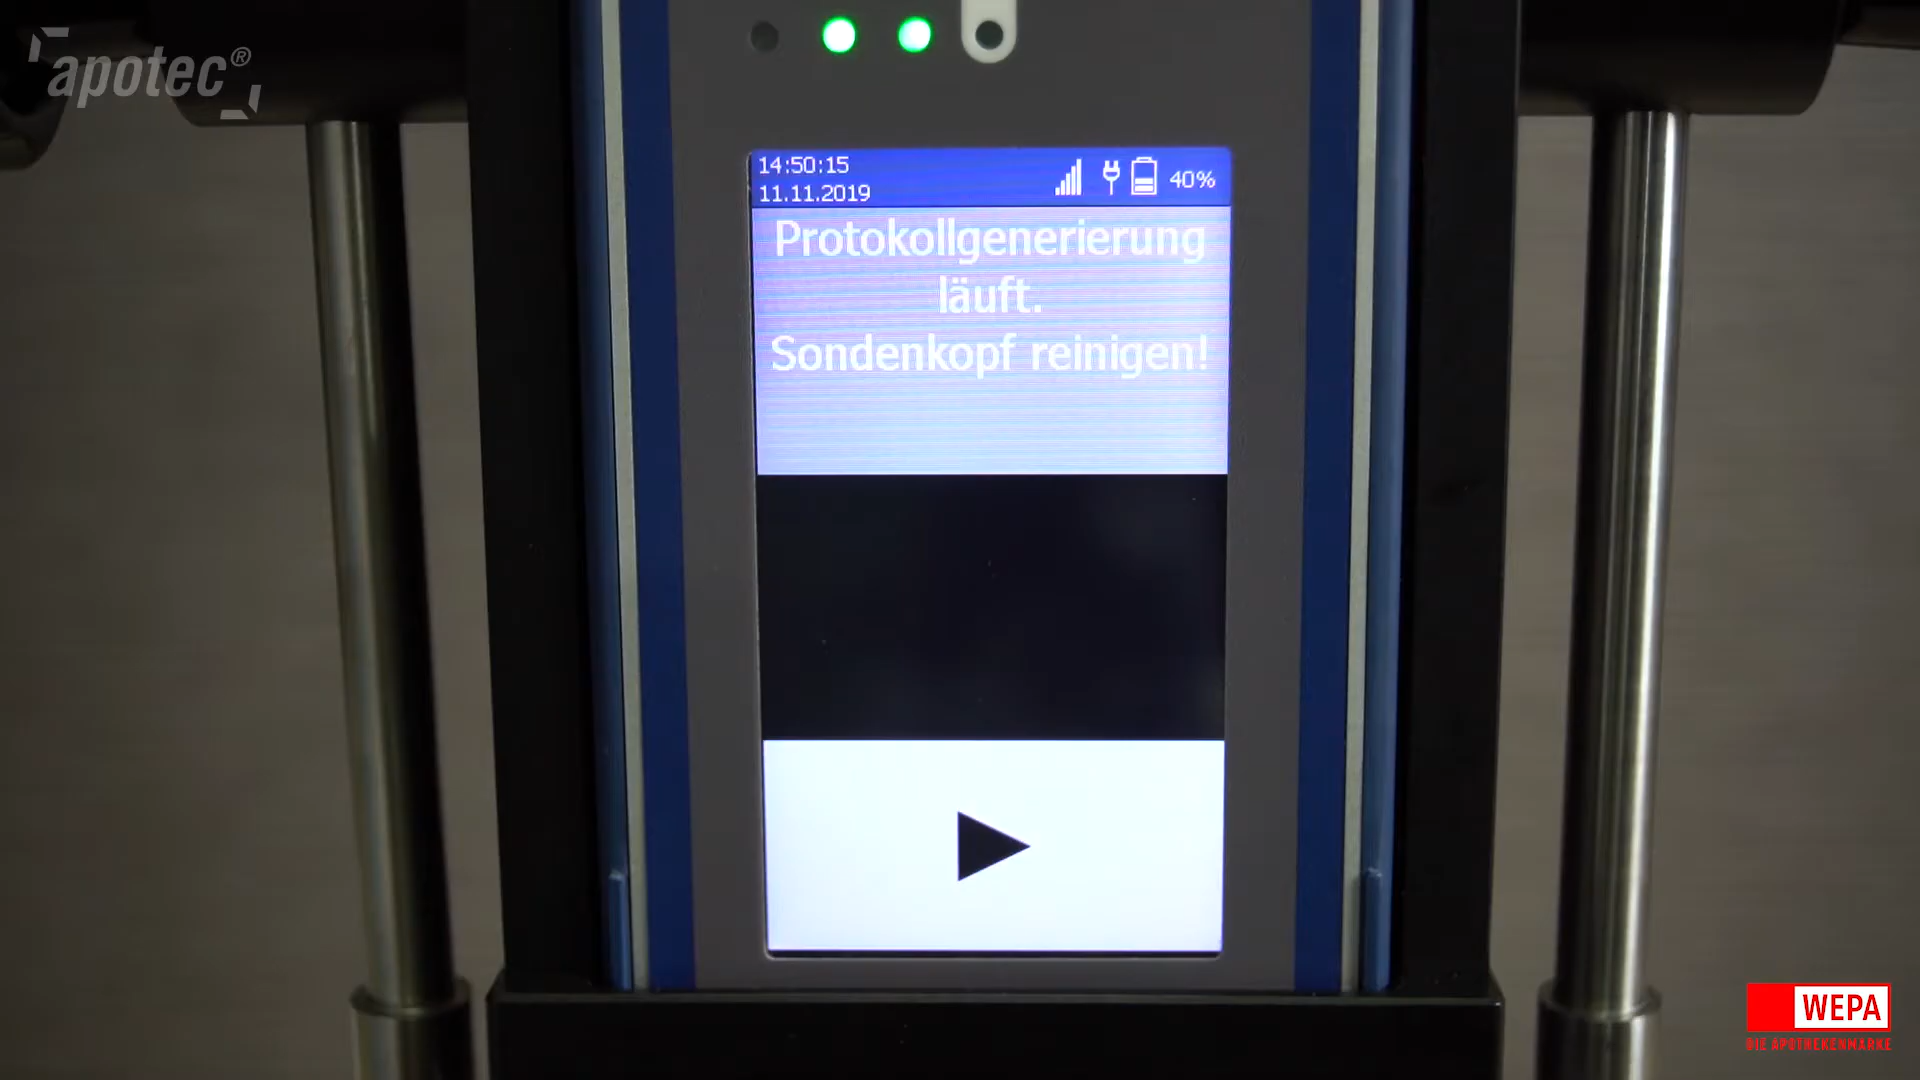 apotec®
14:50:15
11.11.2019
40%
Protokollgenerierung
läuft.
Sondenkopf reinigen!
WEPA
DIE APOTHEKENMARKE